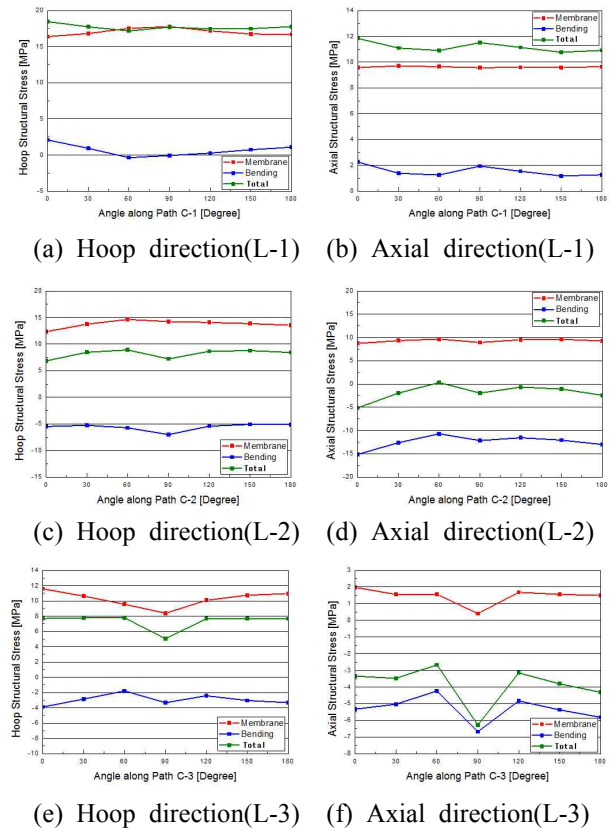 20
15
10
5
0
-5
Hoop Structural Stress [MPa]
0 30 60 90 120 150 180
Angle along Path C-1 [Degree]
Membrane
Bending
Total
14
12
10
8
6
4
2
0
Axial Structural Stress [MPa]
0 30 60 90 120 150 180
Angle along Path C-1 [Degree]
Membrane
Bending
Total
(a) Hoop direction(L-1)
(b) Axial direction(L-1)
20
15
10
5
0
-5
-10
-15
Hoop Structural Stress [MPa]
0 30 60 90 120 150 180
Angle along Path C-2 [Degree]
Membrane
Bending
Total
20
15
10
5
0
-5
-10
-15
-20
Axial Structural Stress [MPa]
0 30 60 90 120 150 180
Angle along Path C-2 [Degree]
Membrane
Bending
Total
(c) Hoop direction(L-2)
(d) Axial direction(L-2)
14
12
10
8
6
4
2
0
-2
-4
-6
-8
-10
Hoop Structural Stress [MPa]
0 30 60 90 120 150 180
Angle along Path C-3 [Degree]
Membrane
Bending
Total
3
2
1
0
-1
-2
-3
-4
-5
-6
-7
-8
Axial Structural Stress [MPa]
0 30 60 90 120 150 180
Angle along Path C-3 [Degree]
Membrane
Bending
Total
(e) Hoop direction(L-3)
(f) Axial direction(L-3)